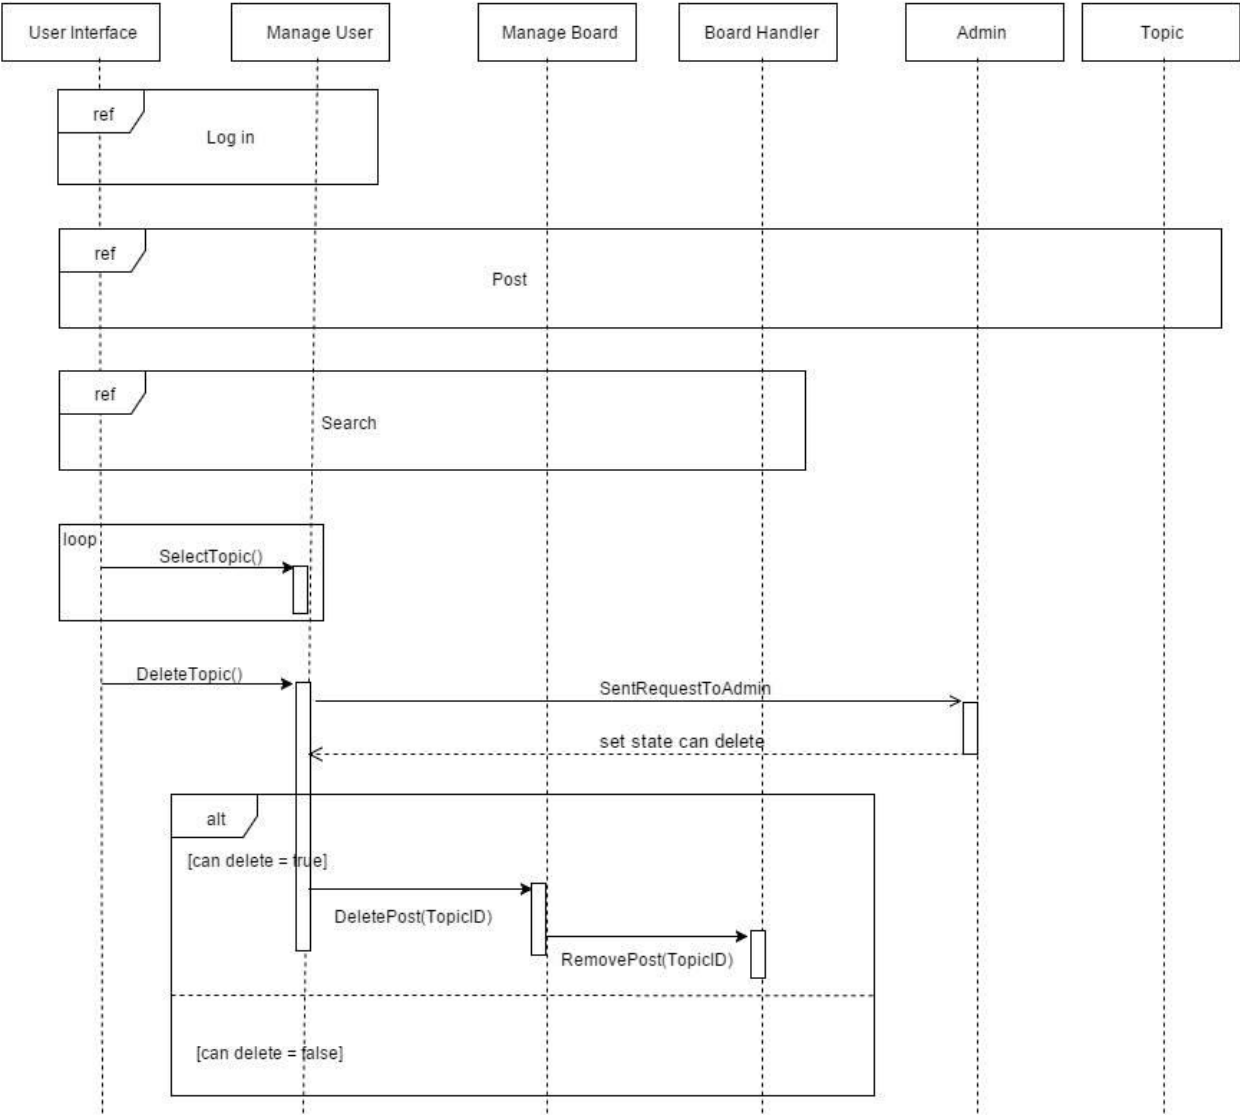 User Interface
Manage User
Manage Board
Board Handler
Admin
Topic
ref
Log in
ref
Post
ref
Search
loop
SelectTopic()
DeleteTopic()
SentRequestToAdmin
set state can delete
alt
[can delete = true]
DeletePost(TopicID)
RemovePost(TopicID)
[can delete = false]